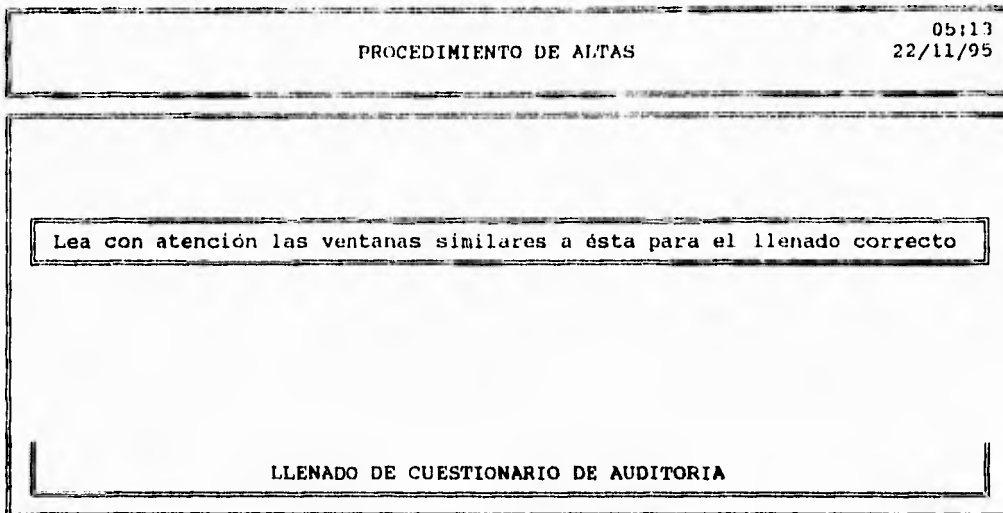 05:13
PROCEDIMIENTO DE ALTAS 22/11/95
Lea con atención las ventanas similares a ésta para el llenado correcto
LLENADO DE CUESTIONARIO DE AUDITORIA